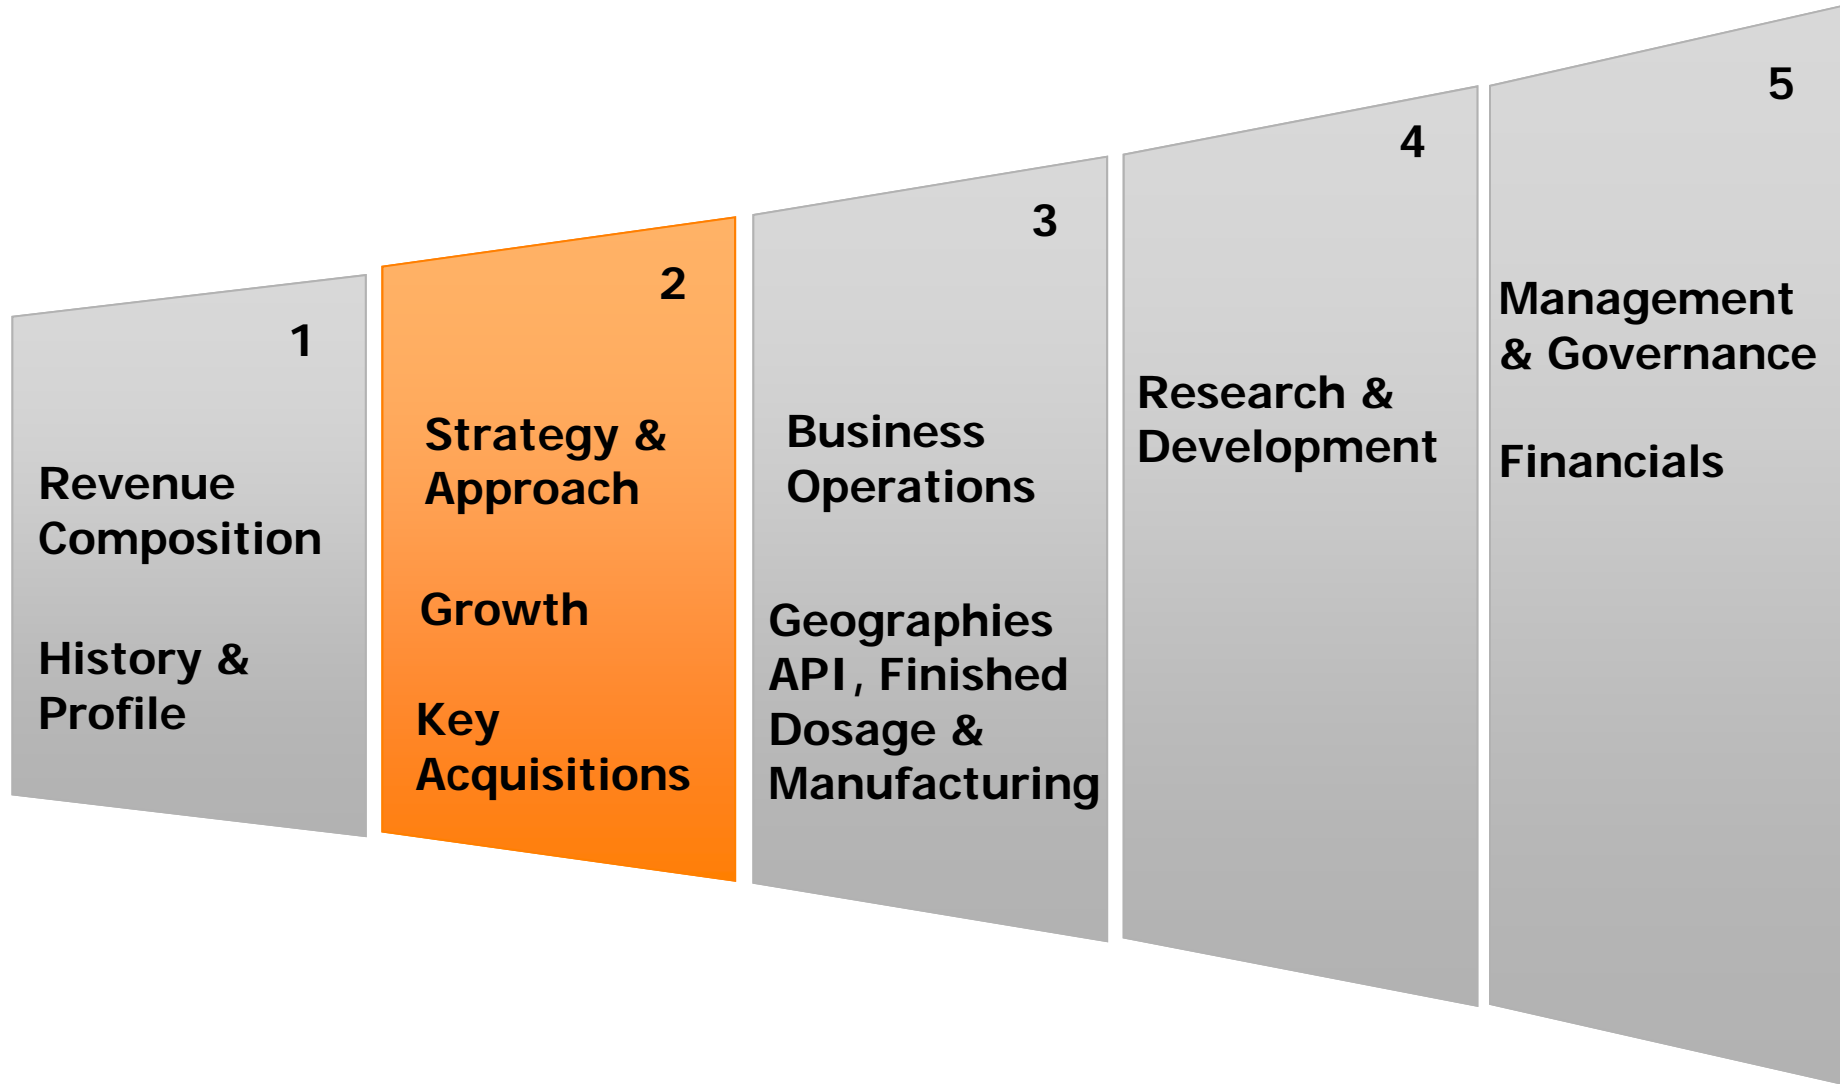 1
Revenue
Composition
History &
Profile
2
Strategy &
Approach
Growth
Key
Acquisitions
3
Business
Operations
Geographies
API, Finished
Dosage &
Manufacturing
4
Research &
Development
5
Management
& Governance
Financials